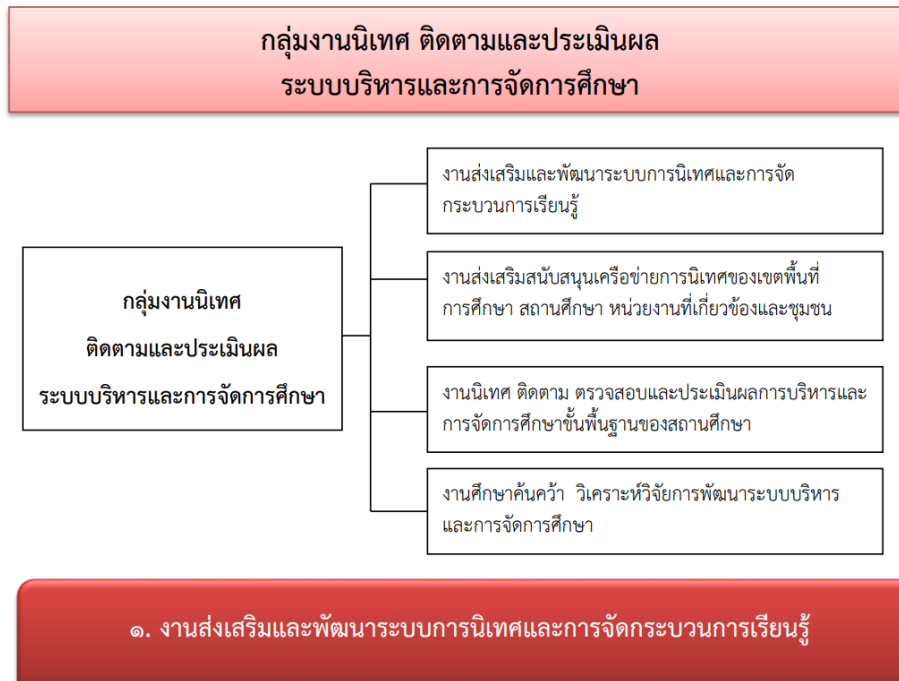 กลุ่มงานนิเทศ ติดตามและประเมินผล
ระบบบริหารและการจัดการศึกษา
กลุ่มงานนิเทศ
ติดตามและประเมินผล
ระบบบริหารและการจัดการศึกษา
งานส่งเสริมและพัฒนาระบบการนิเทศและการจัด
กระบวนการเรียนรู้
งานส่งเสริมสนับสนุนเครือข่ายการนิเทศของเขตพื้นที่
การศึกษา สถานศึกษา หน่วยงานที่เกี่ยวข้องและชุมชน
งานนิเทศ ติดตาม ตรวจสอบและประเมินผลการบริหารและ
การจัดการศึกษาขั้นพื้นฐานของสถานศึกษา
งานศึกษาค้นคว้า วิเคราะห์วิจัยการพัฒนาระบบบริหาร
และการจัดการศึกษา
๑. งานส่งเสริมและพัฒนาระบบการนิเทศและการจัดกระบวนการเรียนรู้